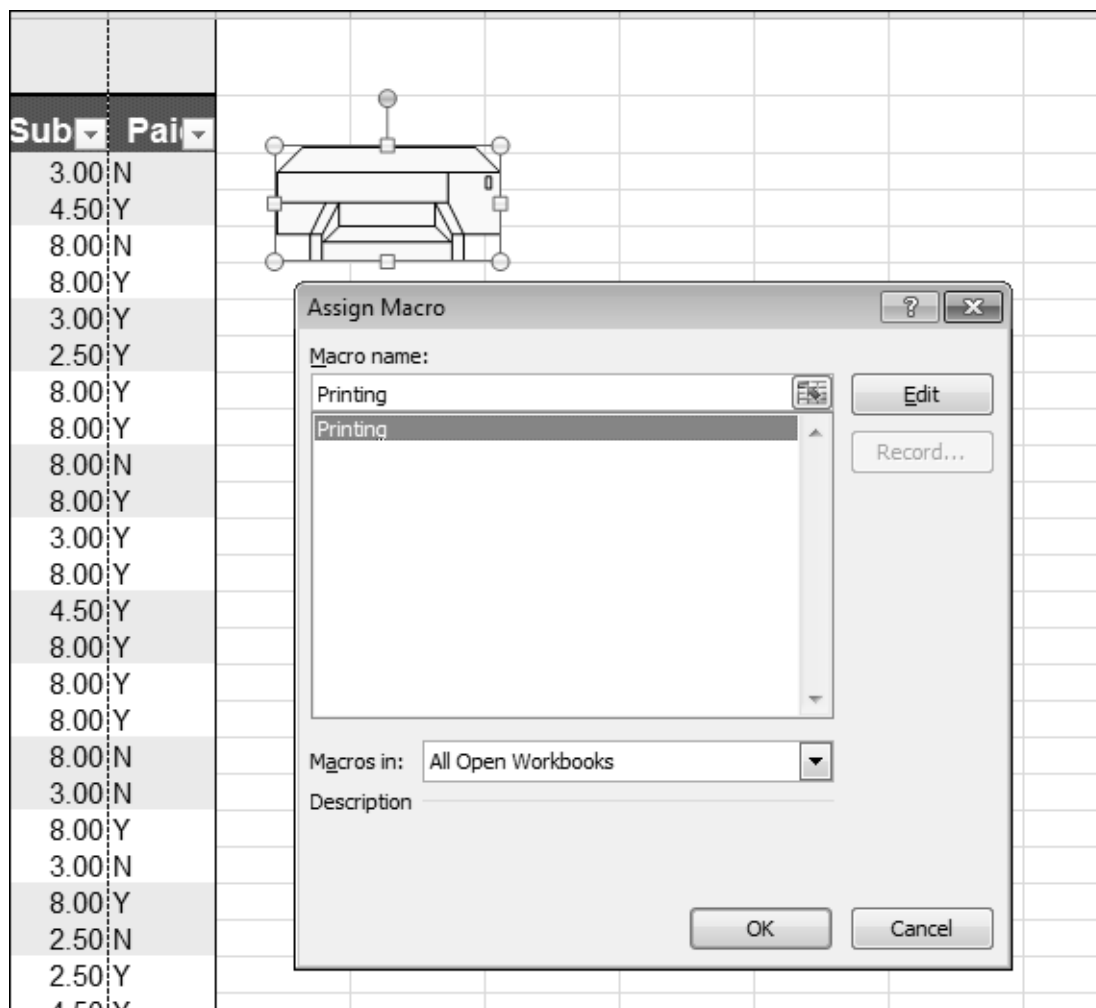 Sub Pai
3.00 N
4.50 Y
8.00 N
8.00 Y
3.00 Y
2.50 Y
8.00 Y
8.00 Y
8.00 N
8.00 Y
3.00 Y
8.00 Y
4.50 Y
8.00 Y
8.00 Y
8.00 Y
8.00 N
3.00 N
8.00 Y
3.00 N
8.00 Y
2.50 N
2.50 Y
4.50 Y
Assign Macro
Macro name:
Printing
Printing
Edit
Record...
Macros in: All Open Workbooks
Description
OK Cancel